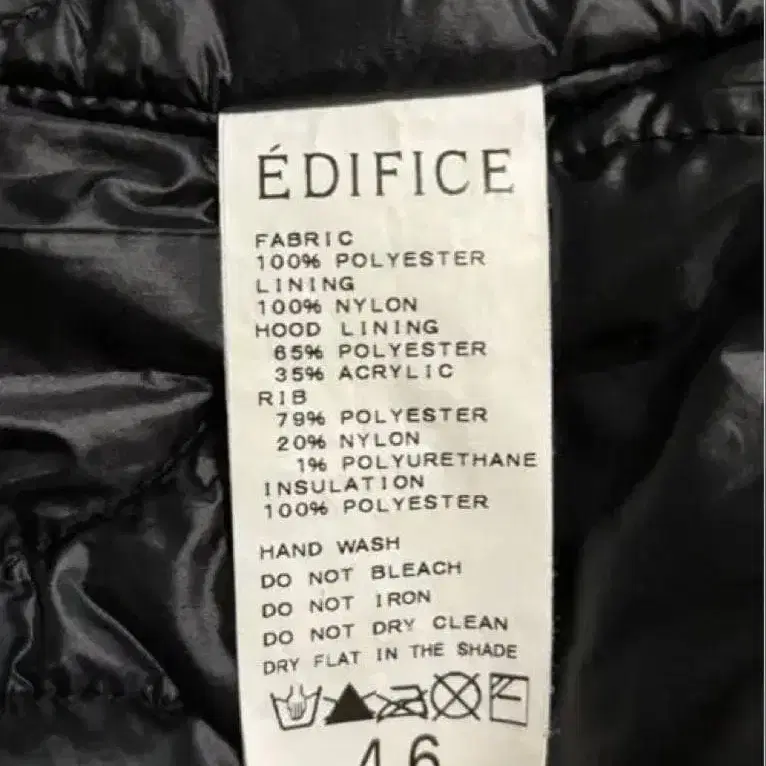 ÉDIFICE
FABRIC
100% POLYESTER
LINING
100% NYLON
HOOD LINING
65% POLYESTER
35% ACRYLIC
RIB
79% POLYESTER
20% NYLON
1% POLYURETHANE
INSULATION
100% POLYESTER
HAND WASH
DO NOT BLEACH
DO NOT IRON
DO NOT DRY CLEAN
DRY FLAT IN THE SHADE
46